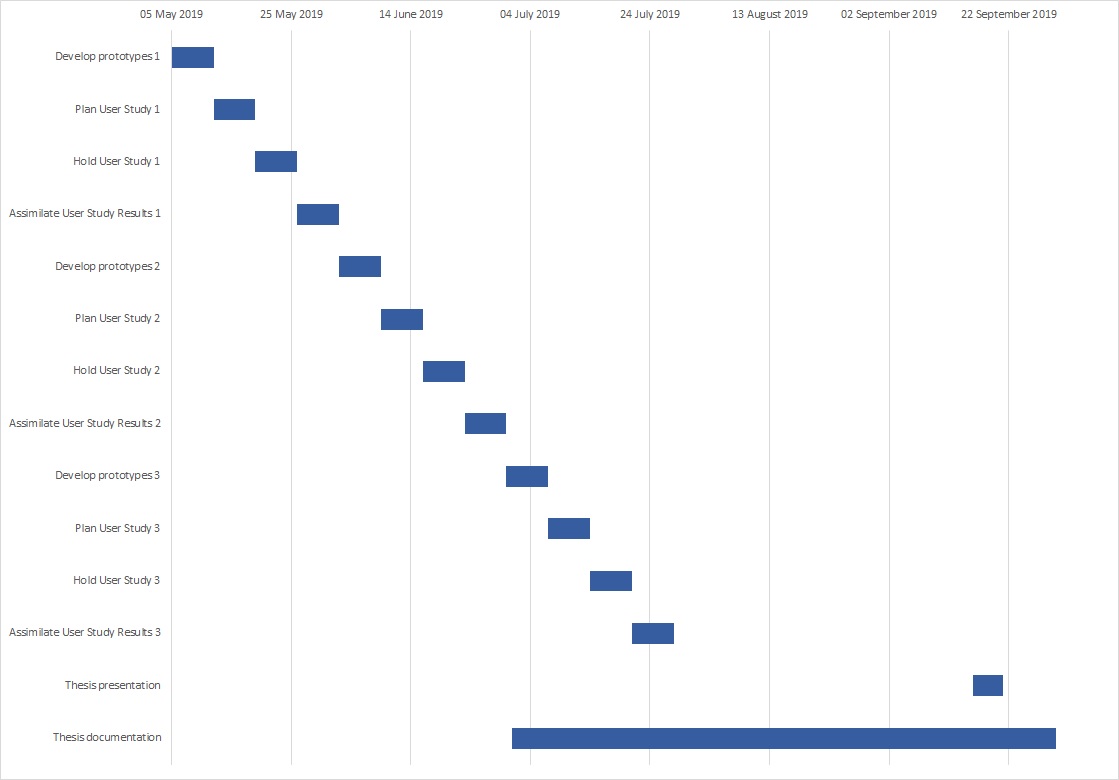 05 May 2019 25 May 2019 14 June 2019 04 July 2019 24 July 2019 13 August 2019 02 September 2019 22 September 2019
Develop prototypes 1
Plan User Study 1
Hold User Study 1
Assimilate User Study Results 1
Develop prototypes 2
Plan User Study 2
Hold User Study 2
Assimilate User Study Results 2
Develop prototypes 3
Plan User Study 3
Hold User Study 3
Assimilate User Study Results 3
Thesis presentation
Thesis documentation